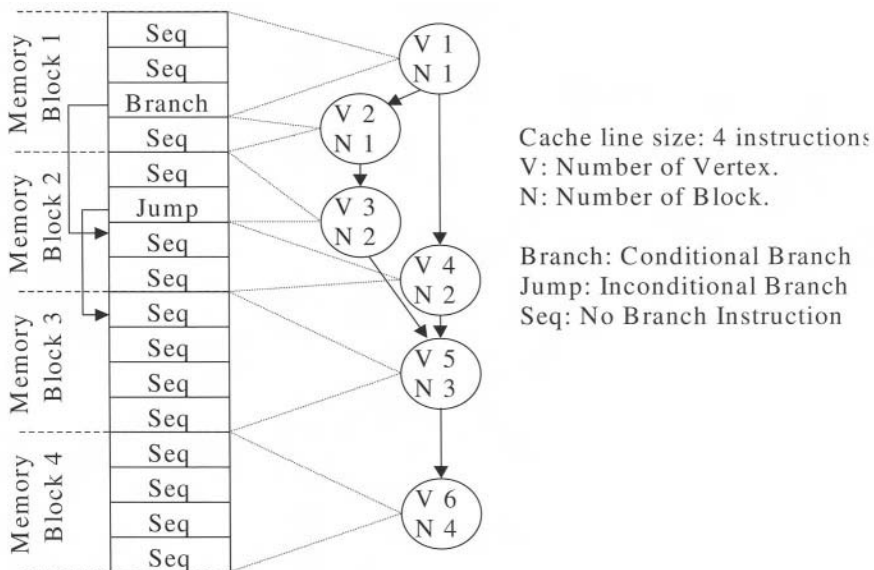 Memory
Block 1
Seq
Seq
Branch
Seq
Memory
Block 2
Seq
Jump
Seq
Seq
Memory
Block 3
Seq
Seq
Seq
Seq
Memory
Block 4
Seq
Seq
Seq
Seq
V 1
N 1
V 2
N 1
V 3
N 2
V 4
N 2
V 5
N 3
V 6
N 4
Cache line size: 4 instructions
V: Number of Vertex.
N: Number of Block.
Branch: Conditional Branch
Jump: Inconditional Branch
Seq: No Branch Instruction